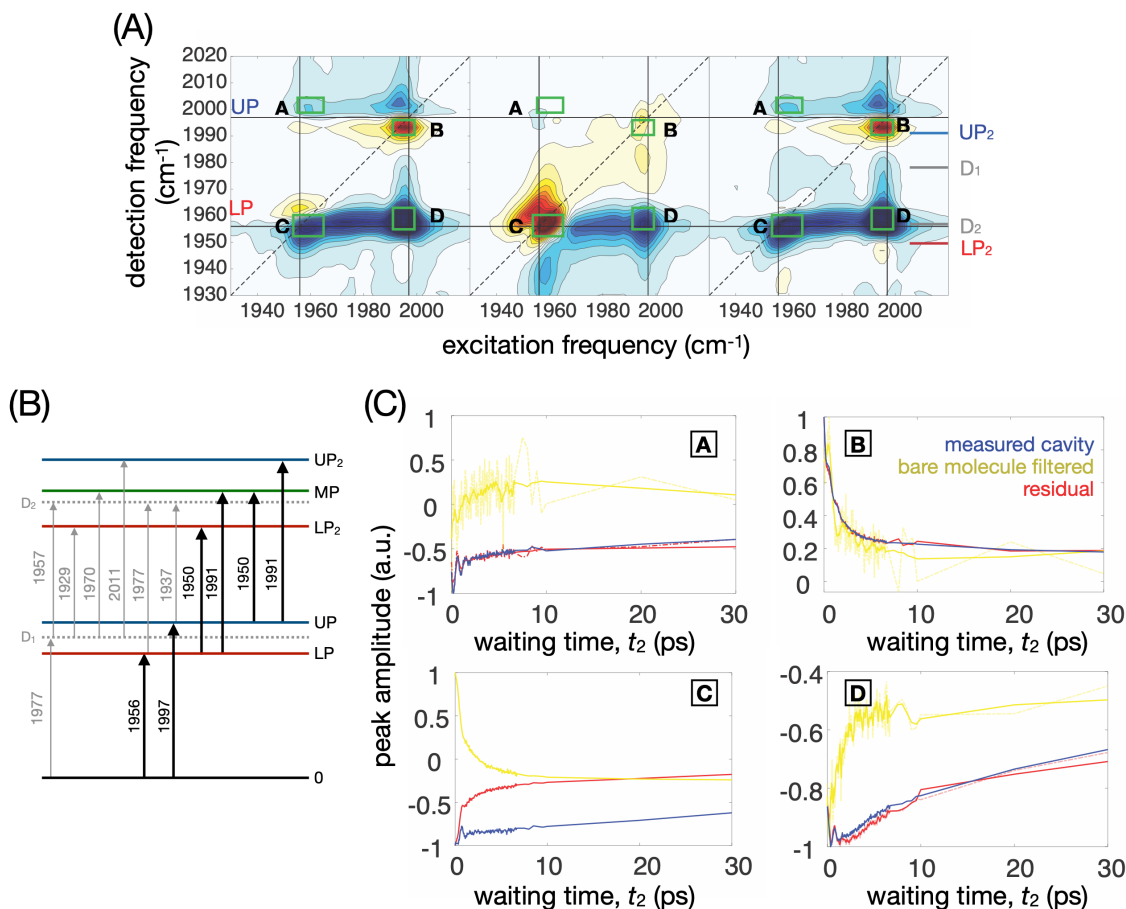 (A)
detection frequency
(cm-1)
2020
2010
2000
1990
1980
1970
1960
1950
1940
1930
UP
LP
A
B
C
D
A
B
C
D
A
B
C
D
UP2
D1
D2
LP2
1940 1960 1980 2000
1940 1960 1980 2000
1940 1960 1980 2000
excitation frequency (cm-1)
(B)
UP2
MP
D2
LP2
1957
1929
1970
2011
1977
1937
1950
1991
1950
1991
UP
D1
LP
1977
1956
1997
0
(C)
peak amplitude (a.u.)
1
0.5
0
-0.5
-1
A
0 10 20 30
waiting time, t2 (ps)
1
0.8
0.6
0.4
0.2
0
B
measured cavity
bare molecule filtered
residual
0 10 20 30
waiting time, t2 (ps)
1
0.5
0
-0.5
-1
C
0 10 20 30
waiting time, t2 (ps)
-0.4
-0.6
-0.8
-1
D
0 10 20 30
waiting time, t2 (ps)